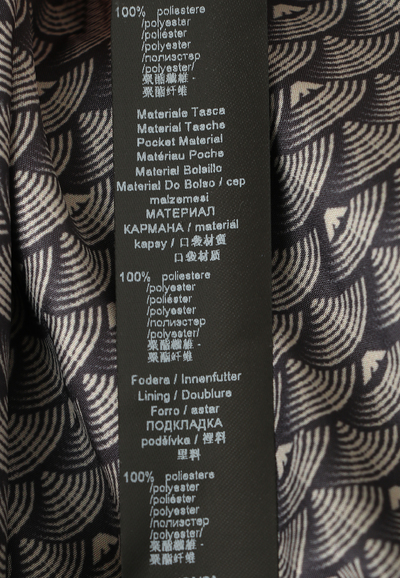 100% poliestere
/polyester
/poliéster
/polyester
/полиэстер
/polyester/
聚酯纖維 -
聚酯纤维
Materiale Tasca
Material Tasche
Pocket Material
Matériau Poche
Material Bolsillo
Material Do Bolso / cep
malzemesi
МАТЕРИАЛ
КАРМАНА / materiál
kapsy / 口袋材質
口袋材质
100% poliestere
/polyester
/poliéster
/polyester
/полиэстер
/polyester/
聚酯纖維 -
聚酯纤维
Fodera / Innenfutter
Lining / Doublure
Forro / astar
ПОДКЛАДКА
podšívka / 裡料
里料
100% poliestere
/polyester
/poliéster
/polyester
/полиэстер
/polyester/
聚酯纖維 -
聚酯纤维